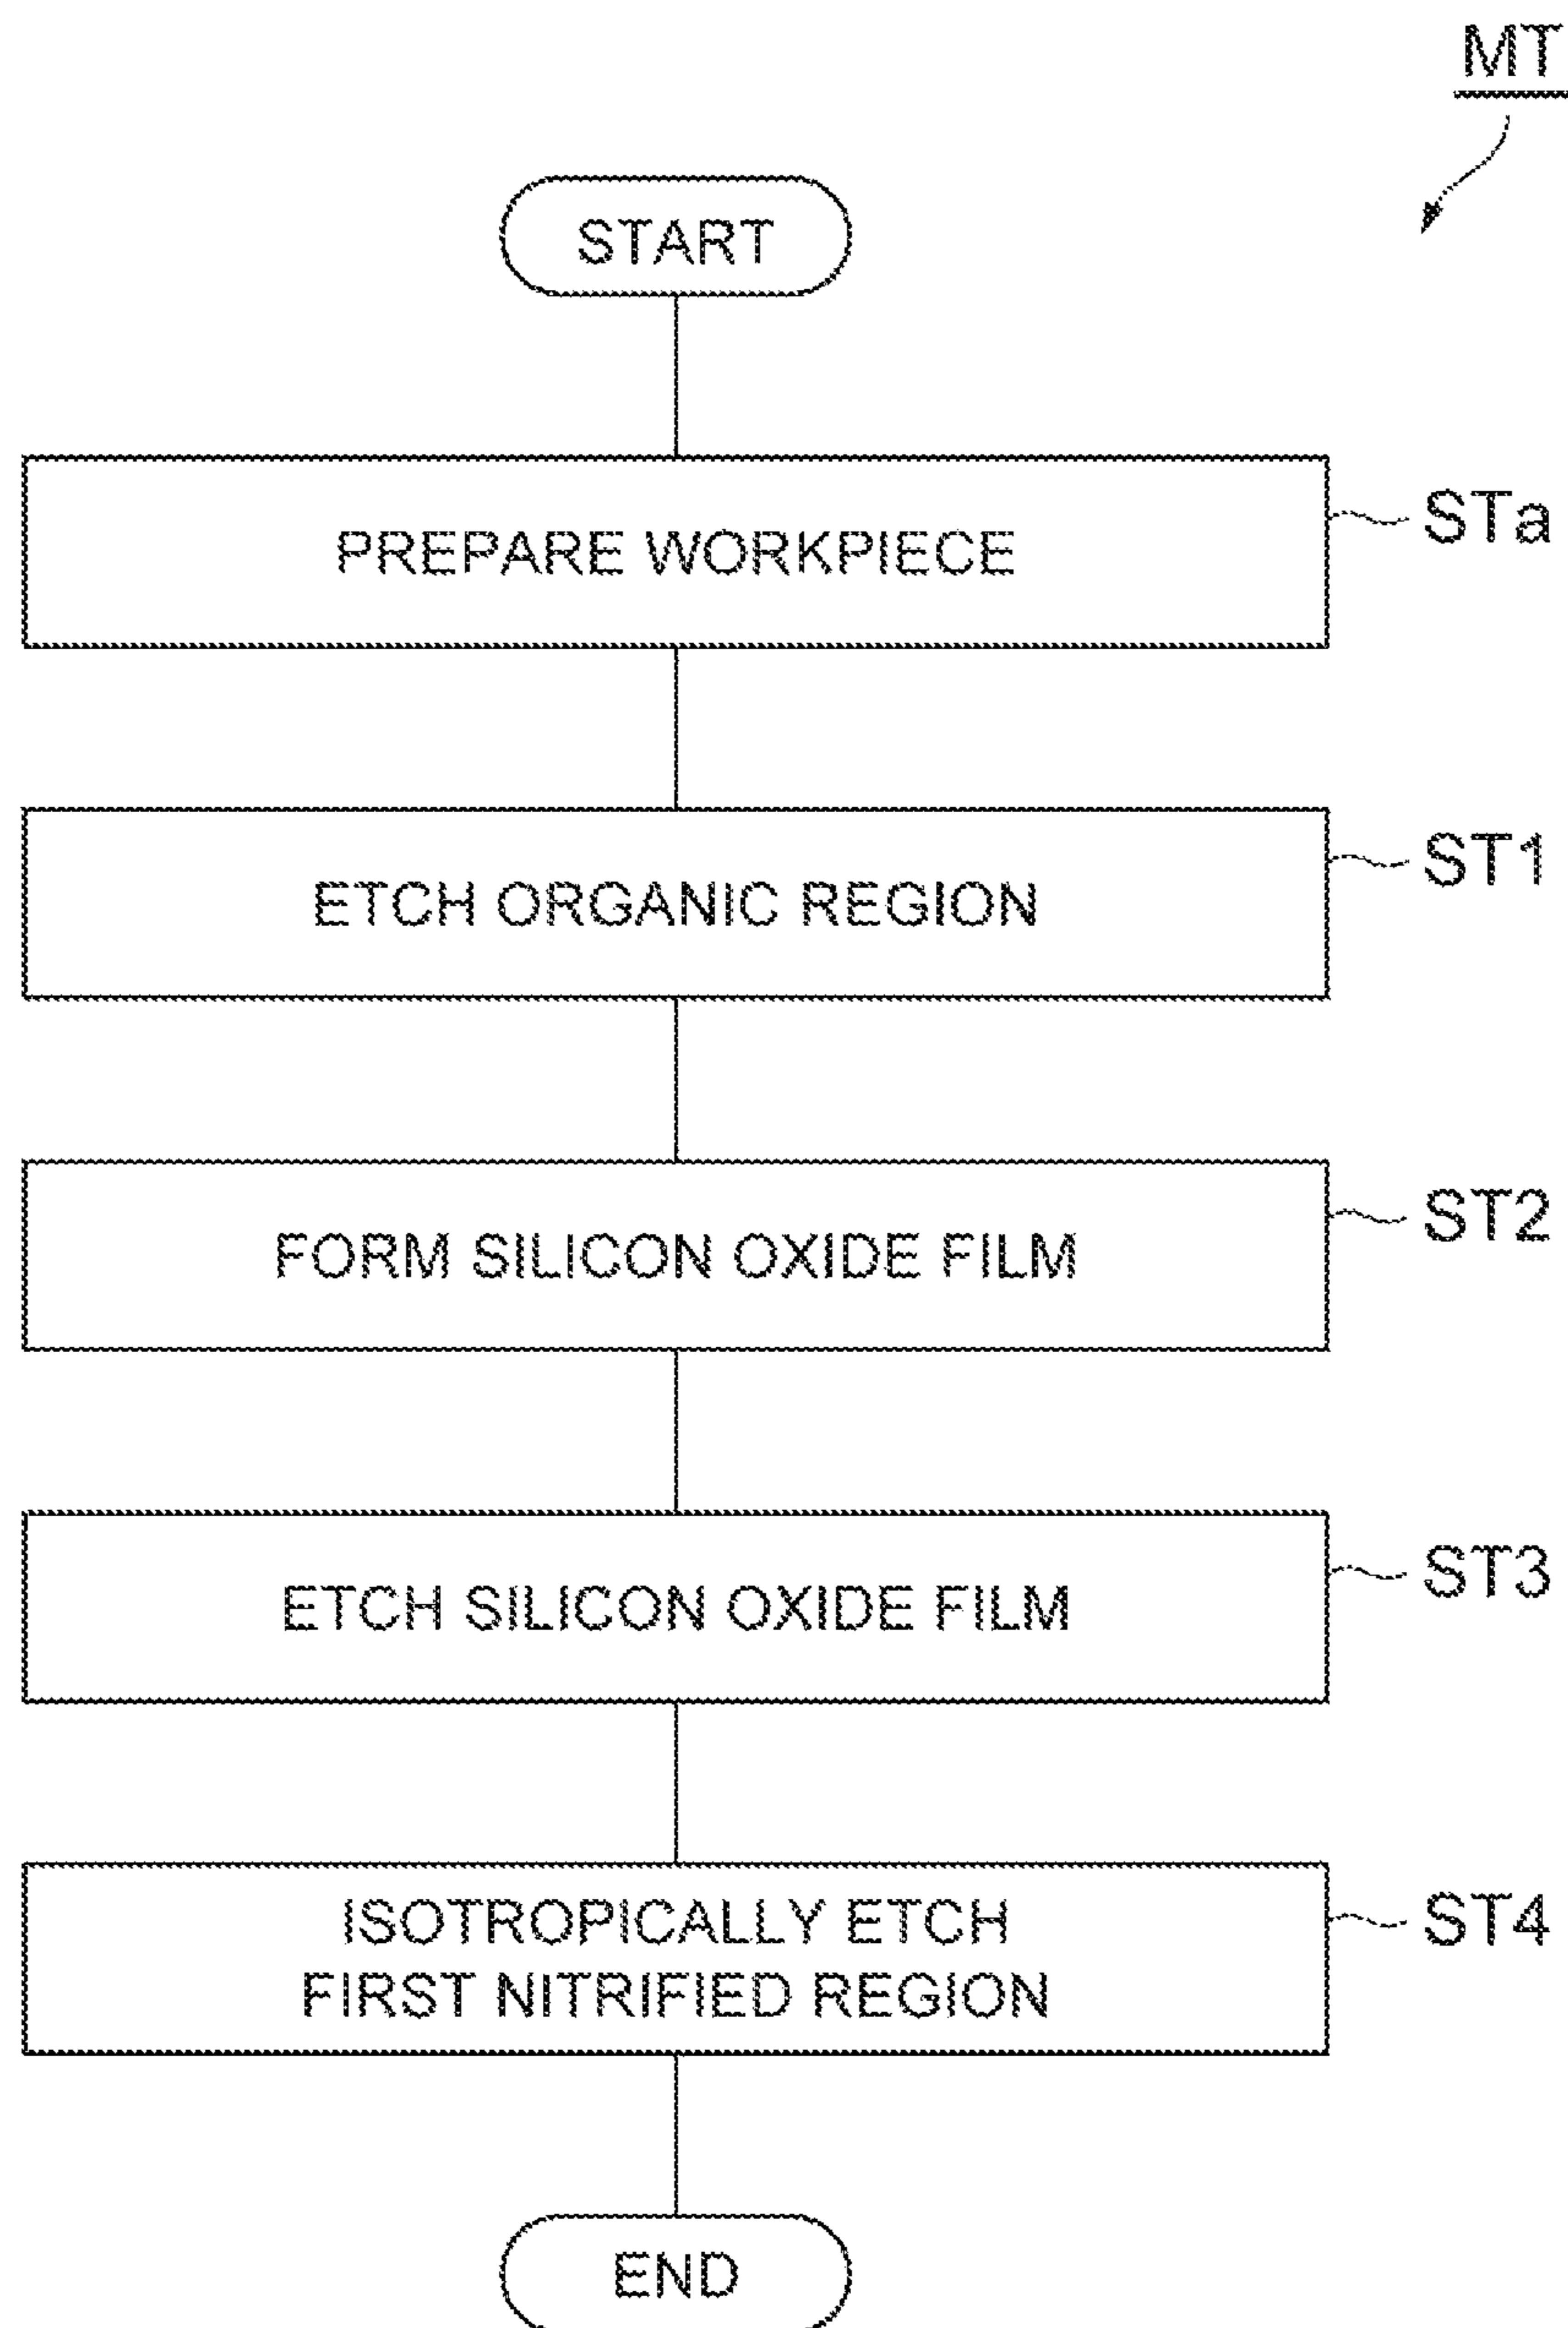 MT
START
PREPARE WORKPIECE
STa
ETCH ORGANIC REGION
ST1
FORM SILICON OXIDE FILM
ST2
ETCH SILICON OXIDE FILM
ST3
ISOTROPICALLY ETCH
FIRST NITRIFIED REGION
ST4
END